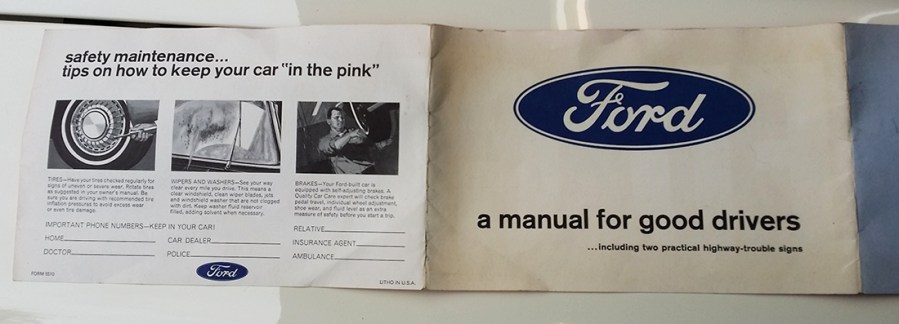 safety maintenance...
tips on how to keep your car "in the pink"
TIRES—Have your tires checked regularly for
signs of uneven or severe wear. Rotate tires
as suggested in your owner's manual. Be
sure you are driving with recommended tire
inflation pressures to avoid excess wear
or even tire damage.
WIPERS AND WASHERS—See your way
clear every mile you drive. This means a
clear windshield, clean wiper blades, jets
and windshield washer that are not clogged
with dirt. Keep washer fluid reservoir
filled, adding solvent when necessary.
BRAKES—Your Ford-built car is
equipped with self-adjusting brakes. A
Quality Car Care expert will check brake
pedal travel, individual wheel adjustment,
shoe wear, and fluid level as an extra
measure of safety before you start a trip.
IMPORTANT PHONE NUMBERS—KEEP IN YOUR CAR!
HOME
DOCTOR
CAR DEALER
POLICE
RELATIVE
INSURANCE AGENT
AMBULANCE
Ford
LITHO IN U.S.A.
Ford
a manual for good drivers
...including two practical highway-trouble signs